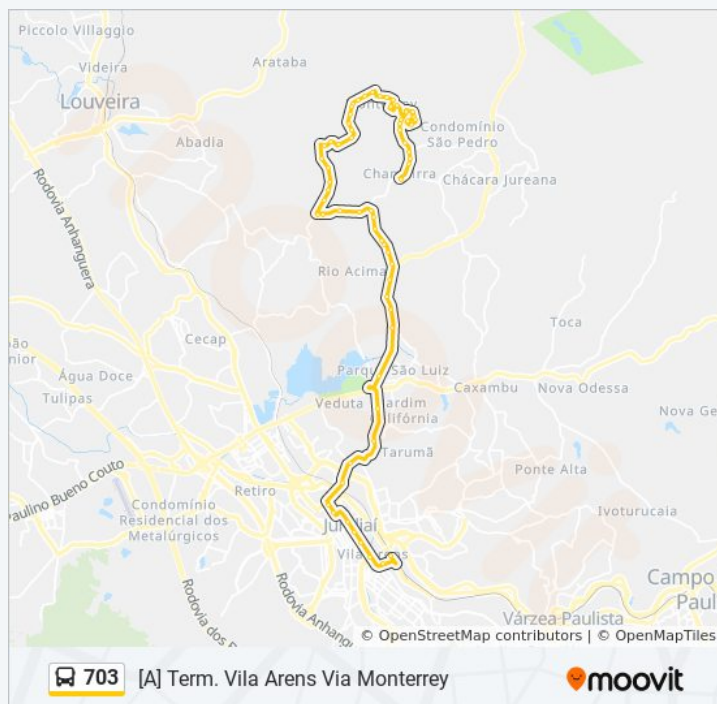 Piccolo Villaggio
Videira
Louveira
Arataba
Abadia
Condomínio
São Pedro
Chácara Jureana
Rodovia Anhanguera
Rio Acima
Toca
Cecap
Parque São Luiz
Água Doce
Caxambu
Nova Odessa
Tulipas
Veduta
Jardim
Califórnia
Nova Ge
Tarumã
Ponte Alta
Paulino Bueno Couto
Retiro
Condomínio
Residencial dos
Metalúrgicos
Ivoturucaia
Jundiaí
Campo
Paul
Várzea Paulista
Rodovia Anhang
© OpenStreetMap contributors | © OpenMapTiles
703
[A] Term. Vila Arens Via Monterrey
moovit